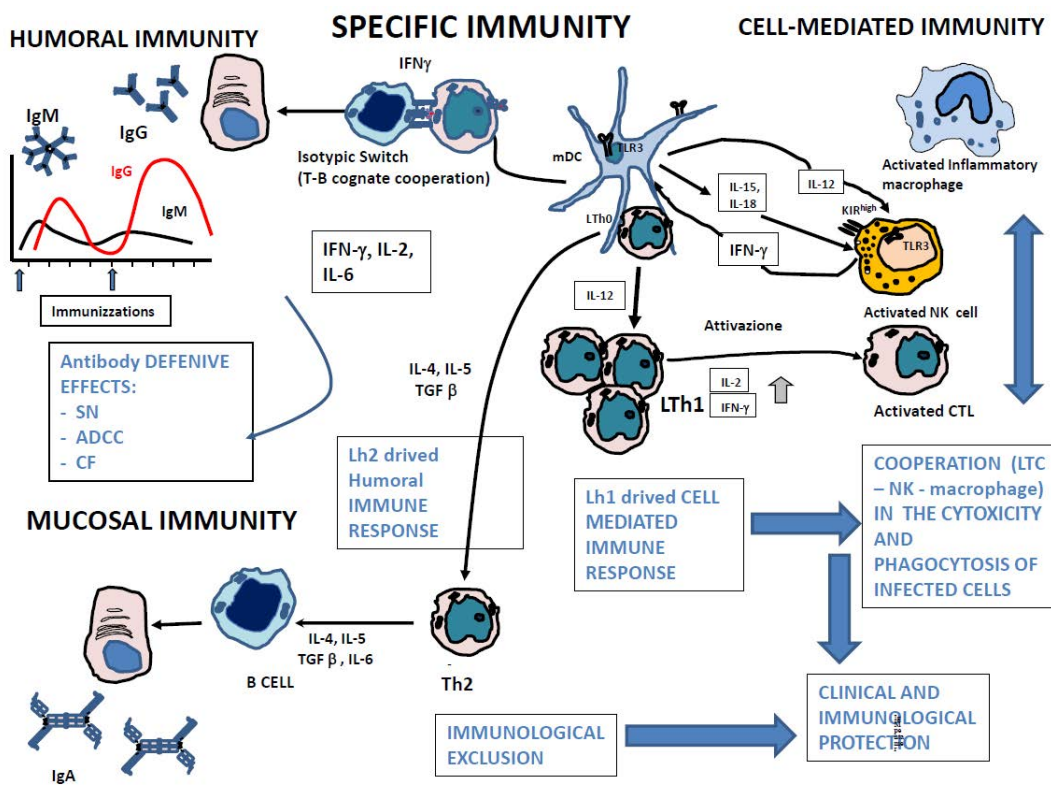 SPECIFIC IMMUNITY
HUMORAL IMMUNITY
CELL-MEDIATED IMMUNITY
IFNγ
IgM
IgG
IgG
IgM
Immunizzations
Isotypic Switch
(T-B cognate cooperation)
mDC
TLR3
LTh0
IL-15,
IL-18
IL-12
IFN-γ
KIRhigh
TLR3
Activated Inflammatory
macrophage
Activated NK cell
IFN-γ, IL-2,
IL-6
IL-12
Attivazione
LTh1
IL-2
IFN-γ
Activated CTL
Antibody DEFENIVE
EFFECTS:
- SN
- ADCC
- CF
IL-4, IL-5
TGF β
Lh2 drived
Humoral
IMMUNE
RESPONSE
Lh1 drived CELL
MEDIATED
IMMUNE
RESPONSE
COOPERATION (LTC
– NK - macrophage)
IN THE CYTOXICITY
AND
PHAGOCYTOSIS OF
INFECTED CELLS
MUCOSAL IMMUNITY
B CELL
IL-4, IL-5,
TGF β , IL-6
Th2
IgA
IMMUNOLOGICAL
EXCLUSION
CLINICAL AND
IMMUNOLOGICAL
PROTECTION